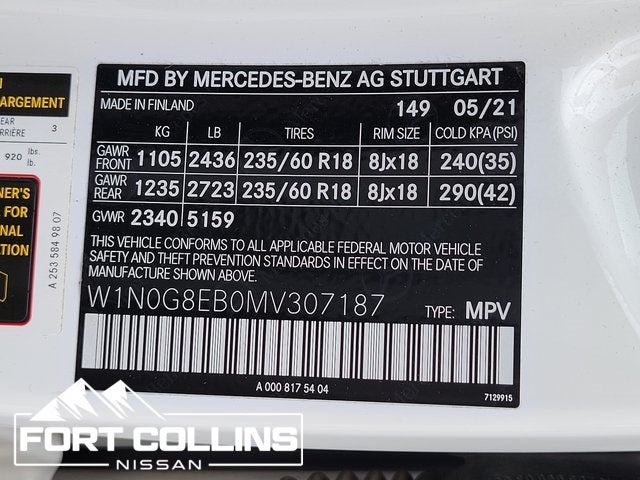 MFD BY MERCEDES-BENZ AG STUTTGART
MADE IN FINLAND 149 05/21
KG LB TIRES RIM SIZE COLD KPA (PSI)
GAWR FRONT 1105 2436 235/60 R18 8Jx18 240(35)
GAWR REAR 1235 2723 235/60 R18 8Jx18 290(42)
GVWR 2340 5159
THIS VEHICLE CONFORMS TO ALL APPLICABLE FEDERAL MOTOR VEHICLE
SAFETY AND THEFT PREVENTION STANDARDS IN EFFECT ON THE DATE
OF MANUFACTURE SHOWN ABOVE.
W1N0G8EB0MV307187 TYPE: MPV
A 000 817 54 04 7129915
ARGEMENT
EAR
RRIÈRE 3
920 lbs.
lb.
NER'S
FOR
NAL
ATION
A 253 584 98 07
FORT COLLINS
NISSAN